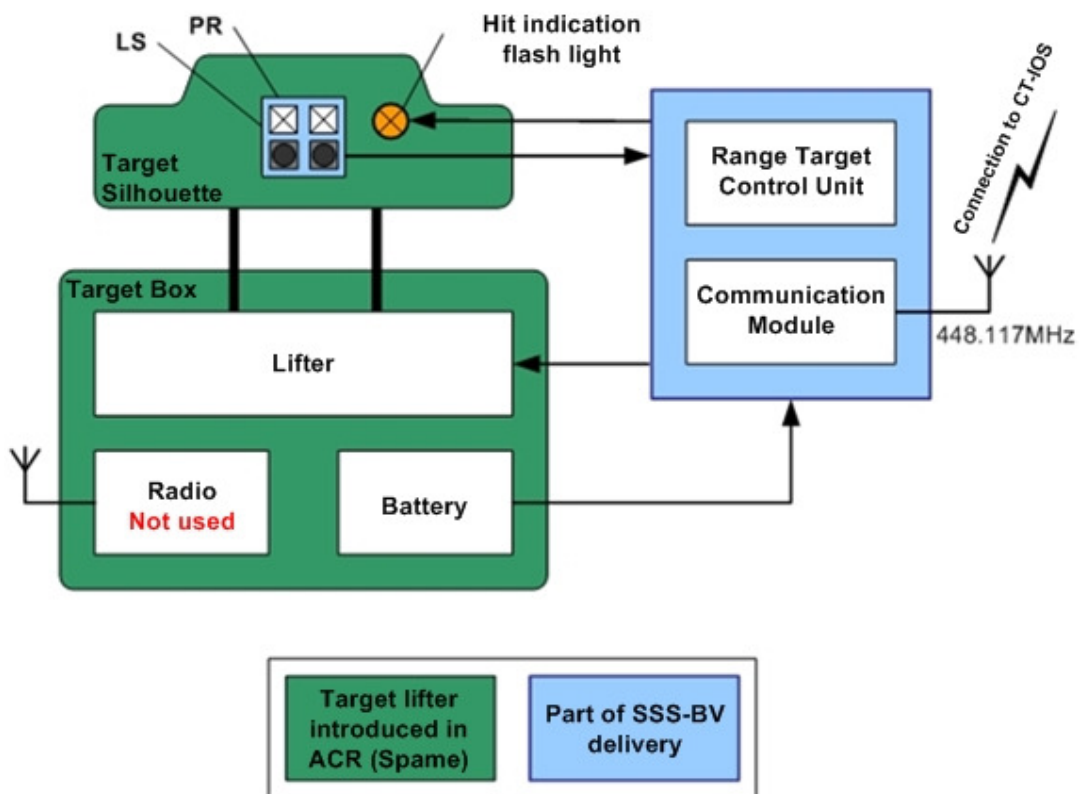 PR
LS
Hit indication
flash light
Connection to CT-IOS
Target
Silhouette
Range Target
Control Unit
Target Box
Communication
Module
448.117MHz
Lifter
Radio
Not used
Battery
Target lifter
introduced in
ACR (Spame)
Part of SSS-BV
delivery